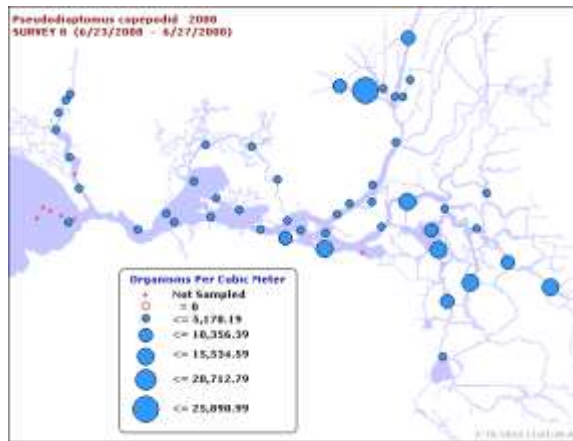 Pseudodiaptomus copepodid 2008
SURVEY 8 (6/23/2008 - 6/27/2008)
Organisms Per Cubic Meter
Not Sampled
= 0
<= 5,178.19
<= 10,356.39
<= 15,534.59
<= 20,712.79
<= 25,890.99